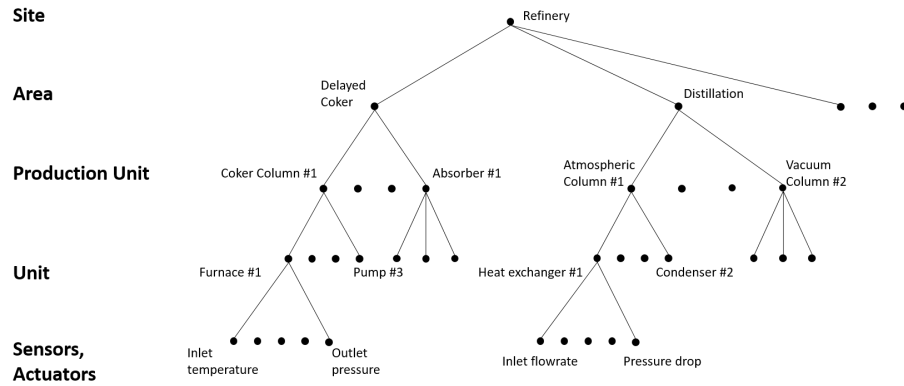 Site
Refinery
Area
Delayed
Coker
Distillation
Production Unit
Coker Column #1
Absorber #1
Atmospheric
Column #1
Vacuum
Column #2
Unit
Furnace #1
Pump #3
Heat exchanger #1
Condenser #2
Sensors,
Actuators
Inlet
temperature
Outlet
pressure
Inlet flowrate
Pressure drop